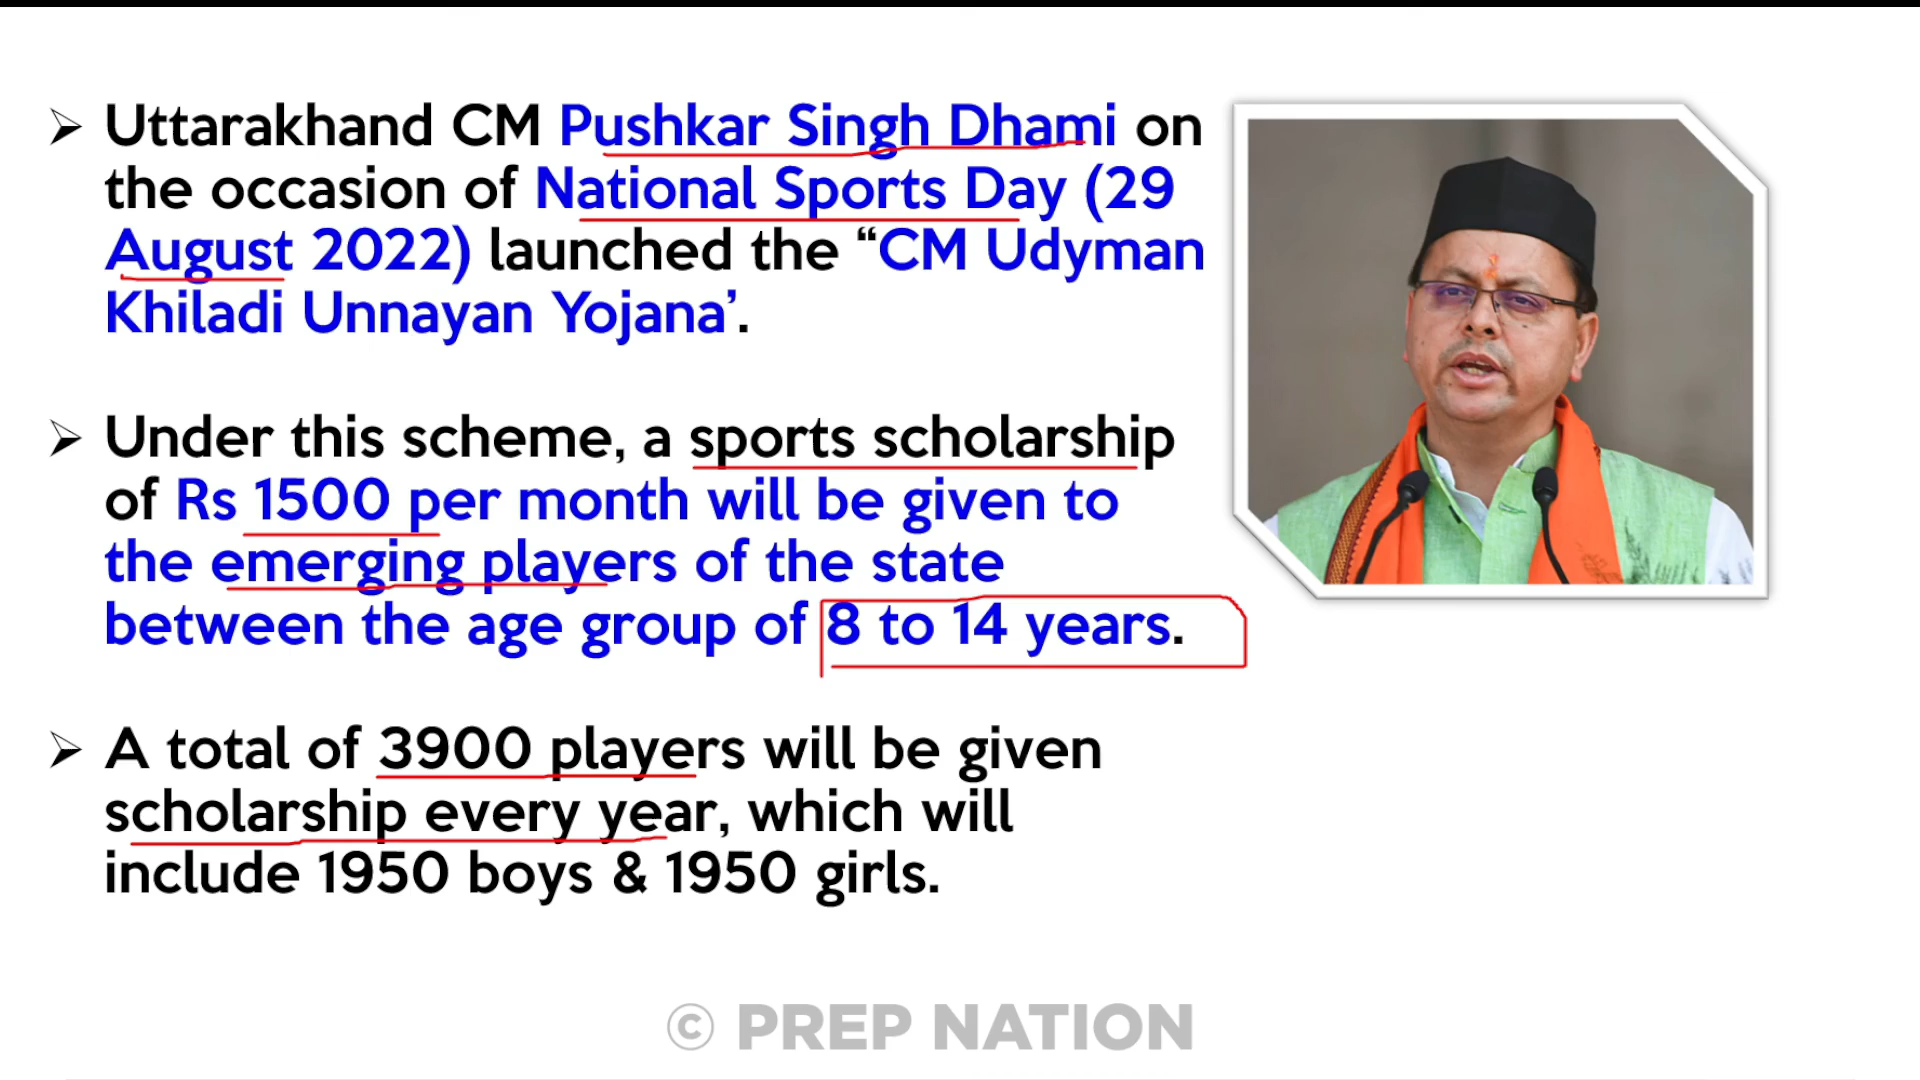 ➢ Uttarakhand CM Pushkar Singh Dhami on
the occasion of National Sports Day (29
August 2022) launched the “CM Udyman
Khiladi Unnayan Yojana’.
➢ Under this scheme, a sports scholarship
of Rs 1500 per month will be given to
the emerging players of the state
between the age group of 8 to 14 years.
➢ A total of 3900 players will be given
scholarship every year, which will
include 1950 boys & 1950 girls.
© PREP NATION